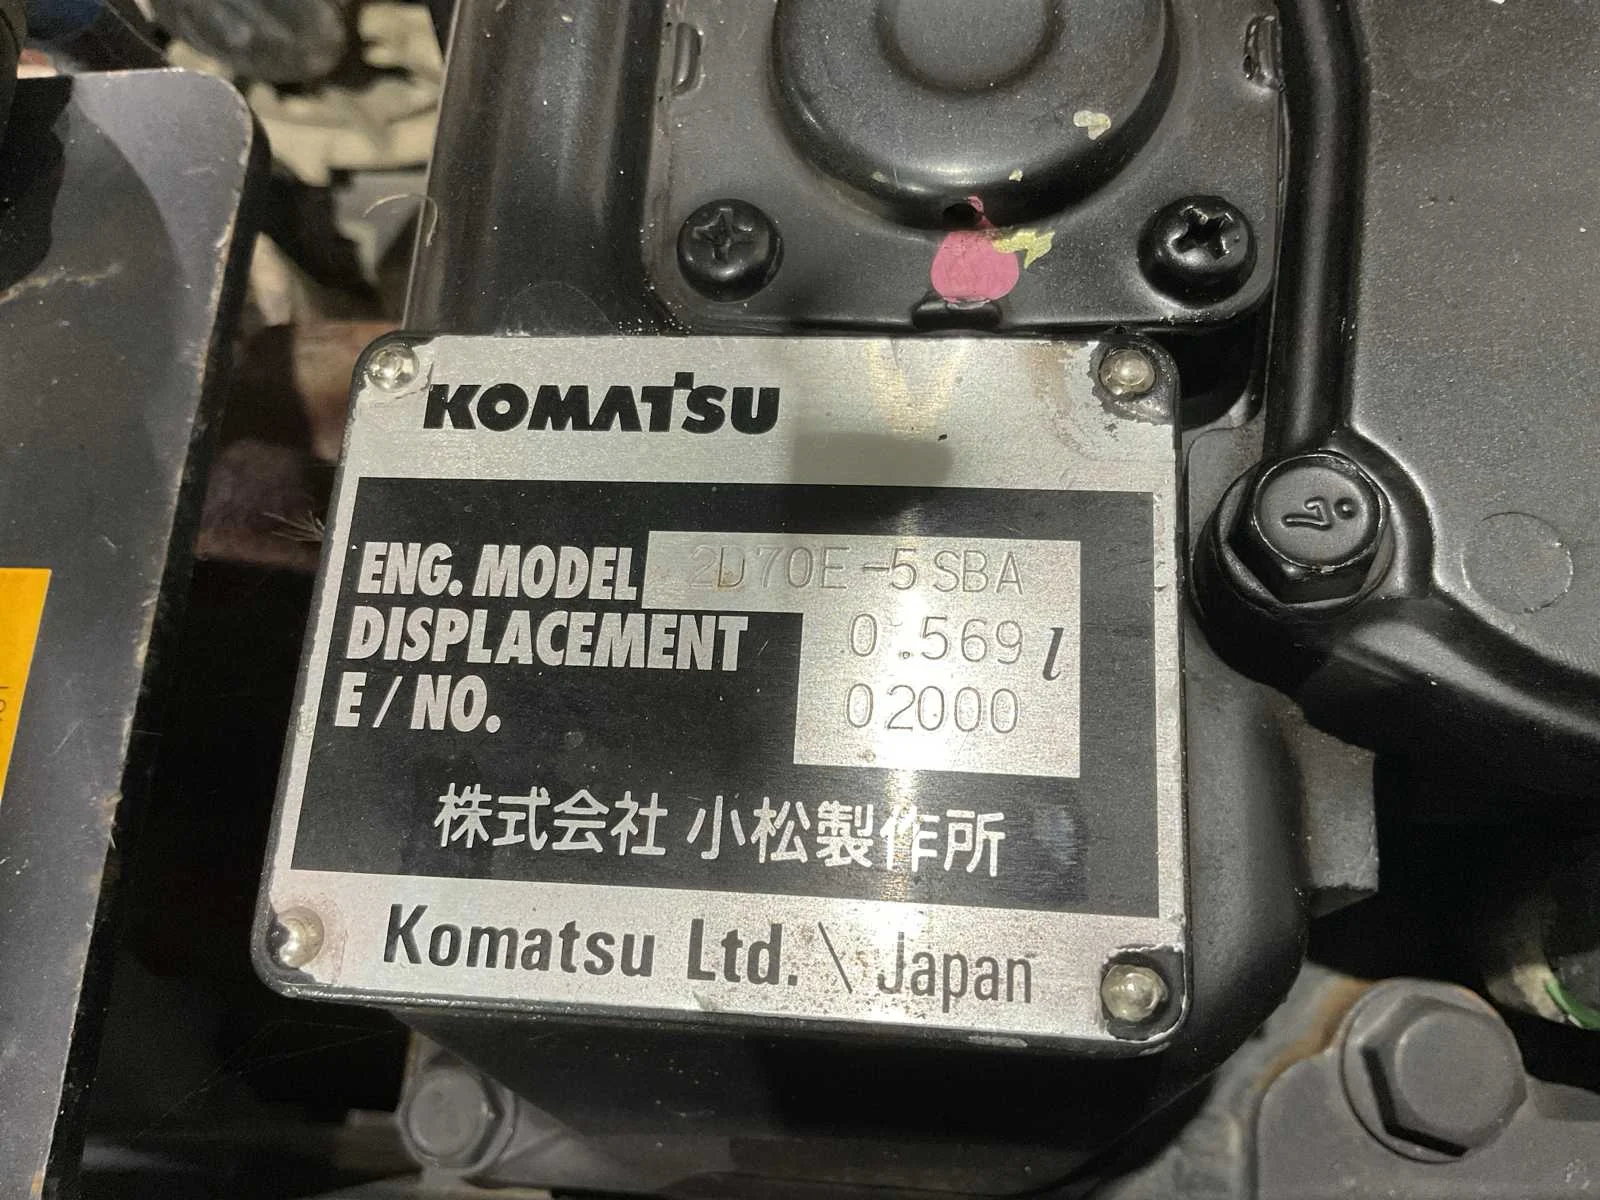 KOMATSU
ENG. MODEL 2D70E-5SBA
DISPLACEMENT 0.569 l
E / NO. 02000
株式会社 小松製作所
Komatsu Ltd. \ Japan